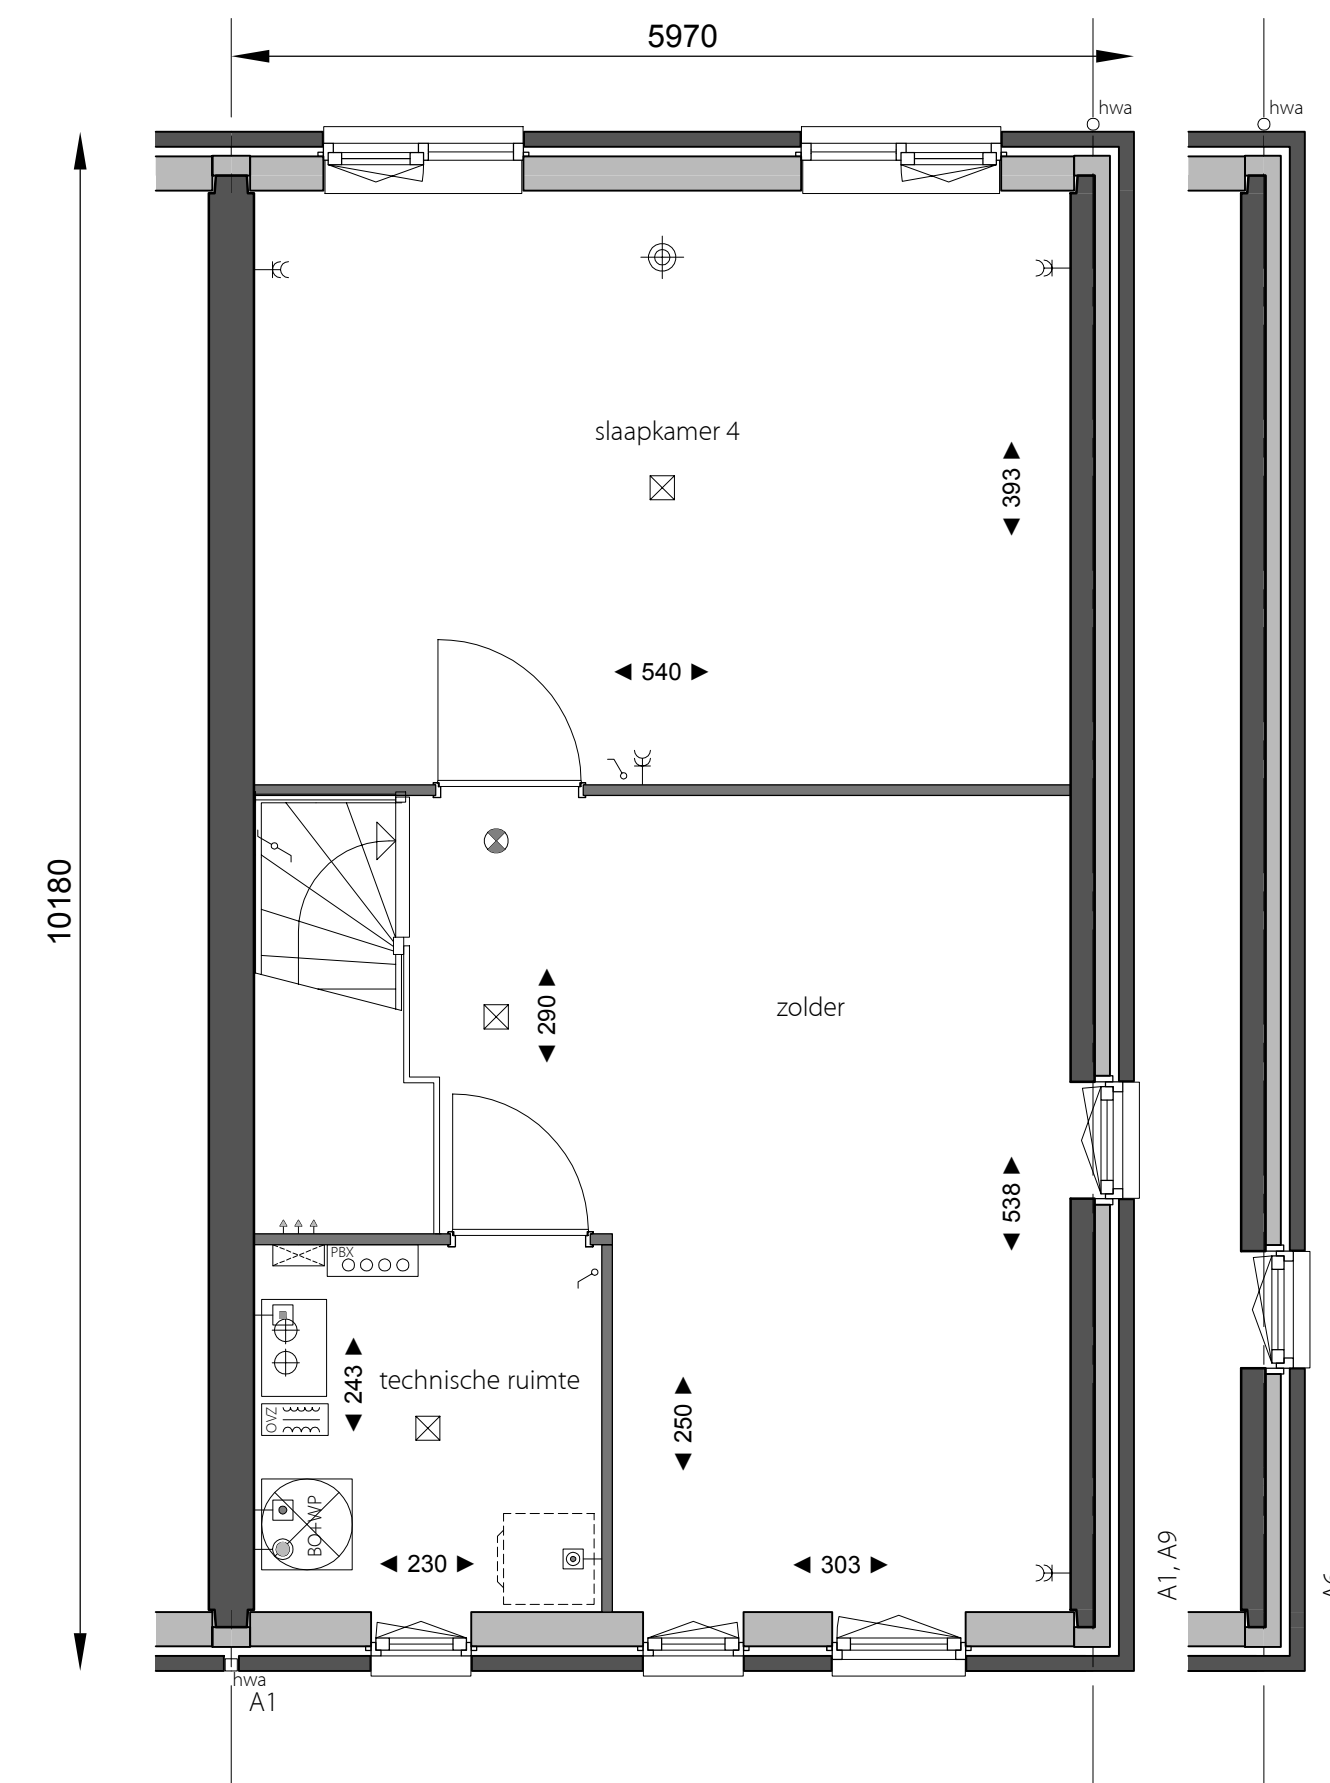 5970
hwa
hwa
slaapkamer 4
393
540
10180
290
zolder
538
PBX
243
technische ruimte
OVZ
250
BO+WP
230
303
A1, A9
hwa
A1